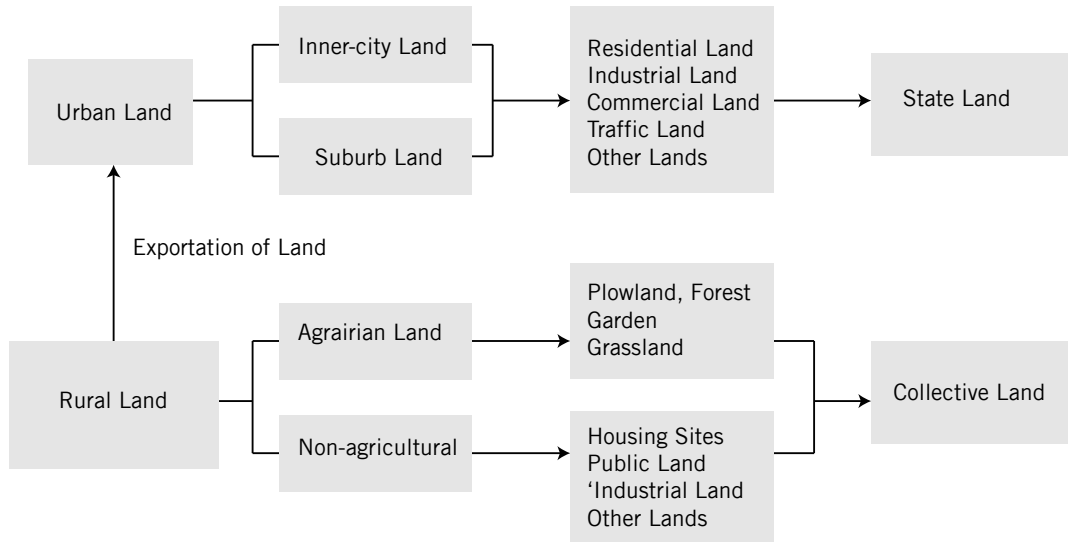 Urban Land
Inner-city Land
Suburb Land
Residential Land
Industrial Land
Commercial Land
Traffic Land
Other Lands
State Land
Exportation of Land
Rural Land
Agrairian Land
Non-agricultural
Plowland, Forest
Garden
Grassland
Housing Sites
Public Land
‘Industrial Land
Other Lands
Collective Land